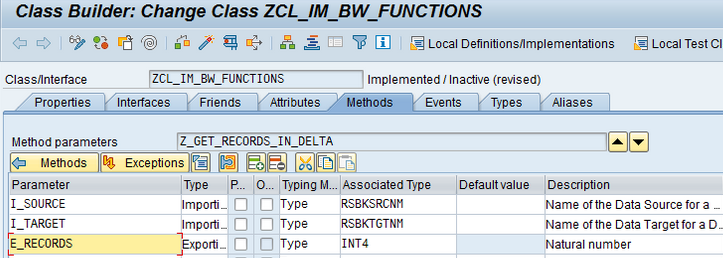 Class Builder: Change Class ZCL_IM_BW_FUNCTIONS
Local Definitions/Implementations Local Test Cl
Class/Interface ZCL_IM_BW_FUNCTIONS Implemented / Inactive (revised)
Properties Interfaces Friends Attributes Methods Events Types Aliases
Method parameters Z_GET_RECORDS_IN_DELTA
Methods Exceptions
Parameter Type P... O... Typing M... Associated Type Default value Description
I_SOURCE Importi... Type RSBKSRCNM Name of the Data Source for a ...
I_TARGET Importi... Type RSBKTGTNM Name of the Data Target for a D...
E_RECORDS Exporti... Type INT4 Natural number